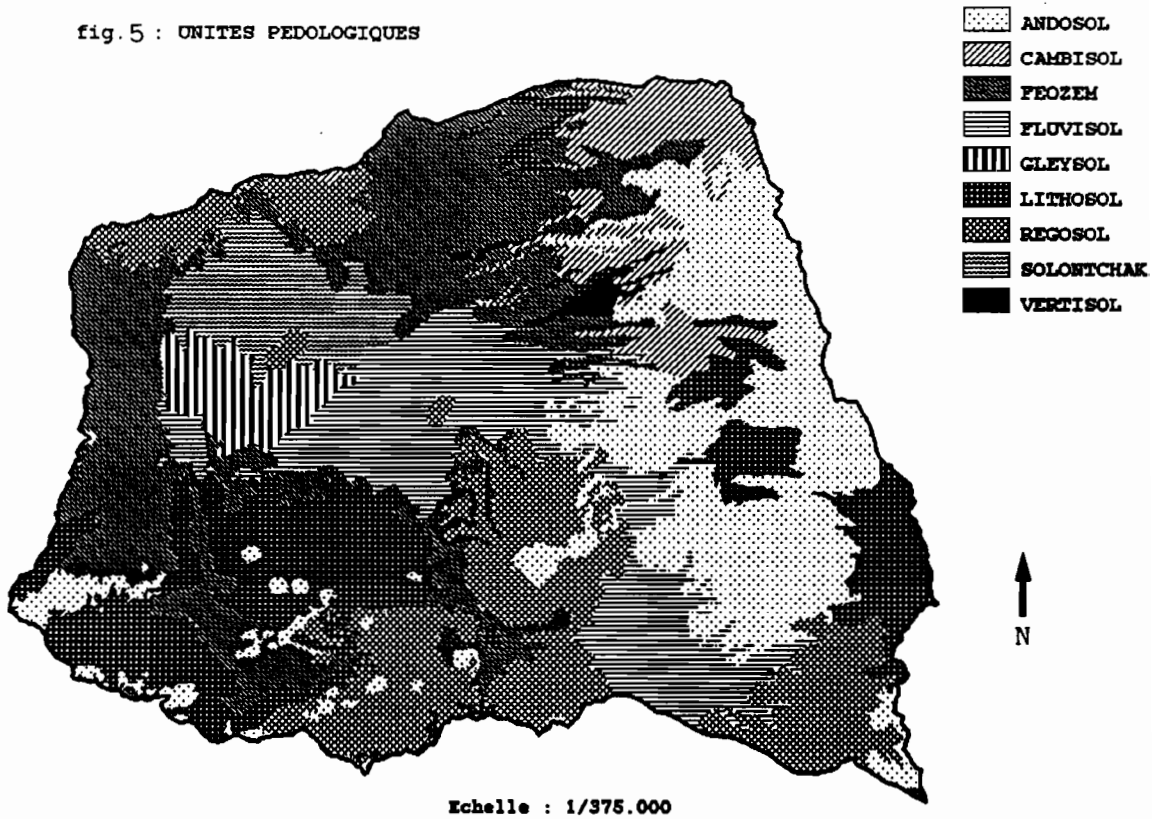 fig. 5 : UNITES PEDOLOGIQUES
ANDOSOL
CAMBISOL
FEOZEM
FLUVISOL
GLEYSOL
LITHOSOL
REGOSOL
SOLONTCHAK
VERTISOL
N
Echelle : 1/375.000